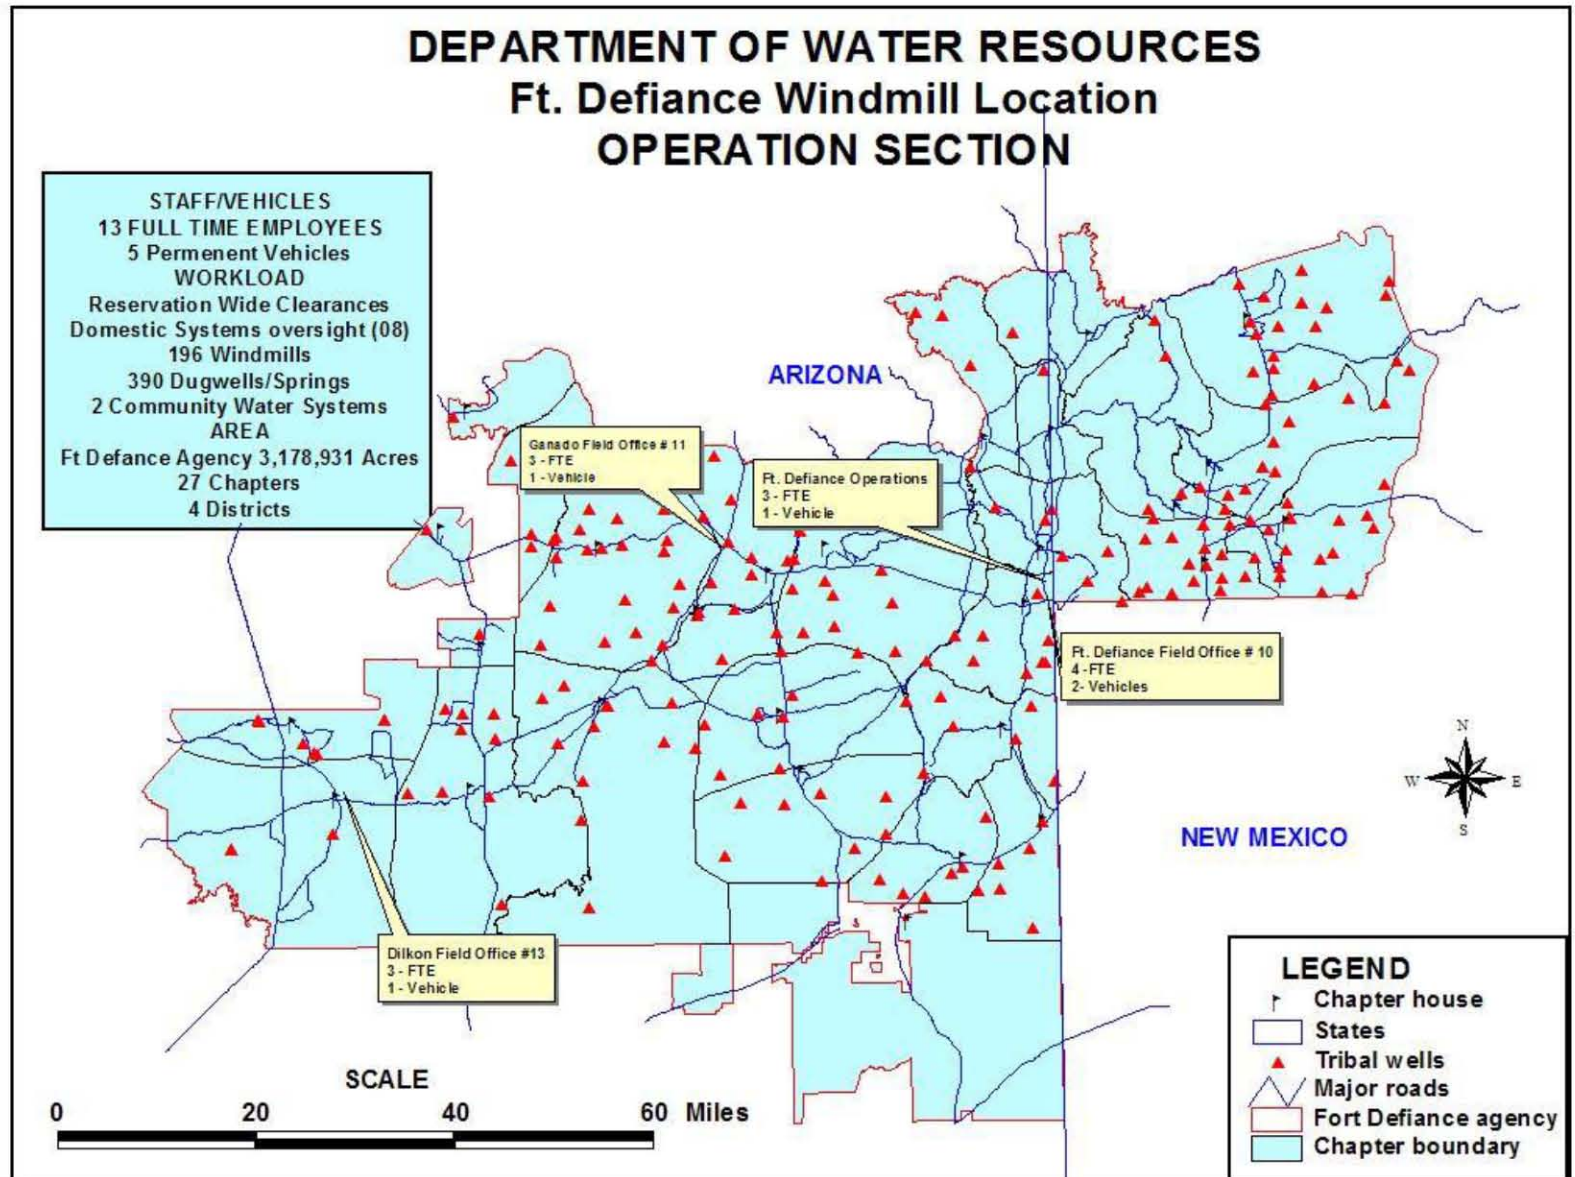 DEPARTMENT OF WATER RESOURCES
Ft. Defiance Windmill Location
OPERATION SECTION
STAFF/VEHICLES
13 FULL TIME EMPLOYEES
5 Permenent Vehicles
WORKLOAD
Reservation Wide Clearances
Domestic Systems oversight (08)
196 Windmills
390 Dugwells/Springs
2 Community Water Systems
AREA
Ft Defance Agency 3,178,931 Acres
27 Chapters
4 Districts
ARIZONA
Ganado Field Office # 11
3 - FTE
1 - Vehicle
Ft. Defiance Operations
3 - FTE
1 - Vehicle
Ft. Defiance Field Office # 10
4 -FTE
2- Vehicles
N
W E
S
NEW MEXICO
Dilkon Field Office #13
3 - FTE
1 - Vehicle
SCALE
0 20 40 60 Miles
LEGEND
Chapter house
States
Tribal wells
Major roads
Fort Defiance agency
Chapter boundary